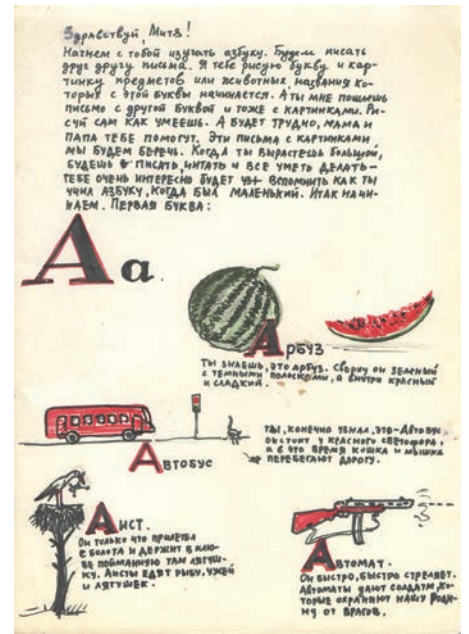 Здравствуй, Митя!
Начнем с тобой изучать азбуку. Будем писать
друг другу письма. Я тебе рисую букву и кар-
тинку предметов или животных названия ко-
торых с этой буквы начинается. А ты мне пошлешь
письмо с другой буквой и тоже с картинками. Ри-
суй сам как умеешь. А будет трудно, мама и
папа тебе помогут. Эти письма с картинками
мы будем беречь. Когда ты вырастешь большой,
будешь писать, читать и все уметь делать –
тебе очень интересно будет вспомнить как ты
учил азбуку, когда был маленький. Итак начи-
наем. Первая буква:
А а.
Арбуз
Ты знаешь, это арбуз. Сверху он зеленый
с темными полосками, а внутри красный
и сладкий.
Автобус
Ты, конечно узнал, это – Автобус.
Он стоит у красного светофора,
а в это время кошка и мышка
перебегают дорогу.
Аист.
Он только что прилетел
с болота и держит в клю-
ве пойманную там лягуш-
ку. Аисты едят рыбу, ужей
и лягушек.
Автомат.
Он быстро, быстро стреляет.
Автоматы дают солдатам, ко-
торые охраняют нашу Роди-
ну от врагов.